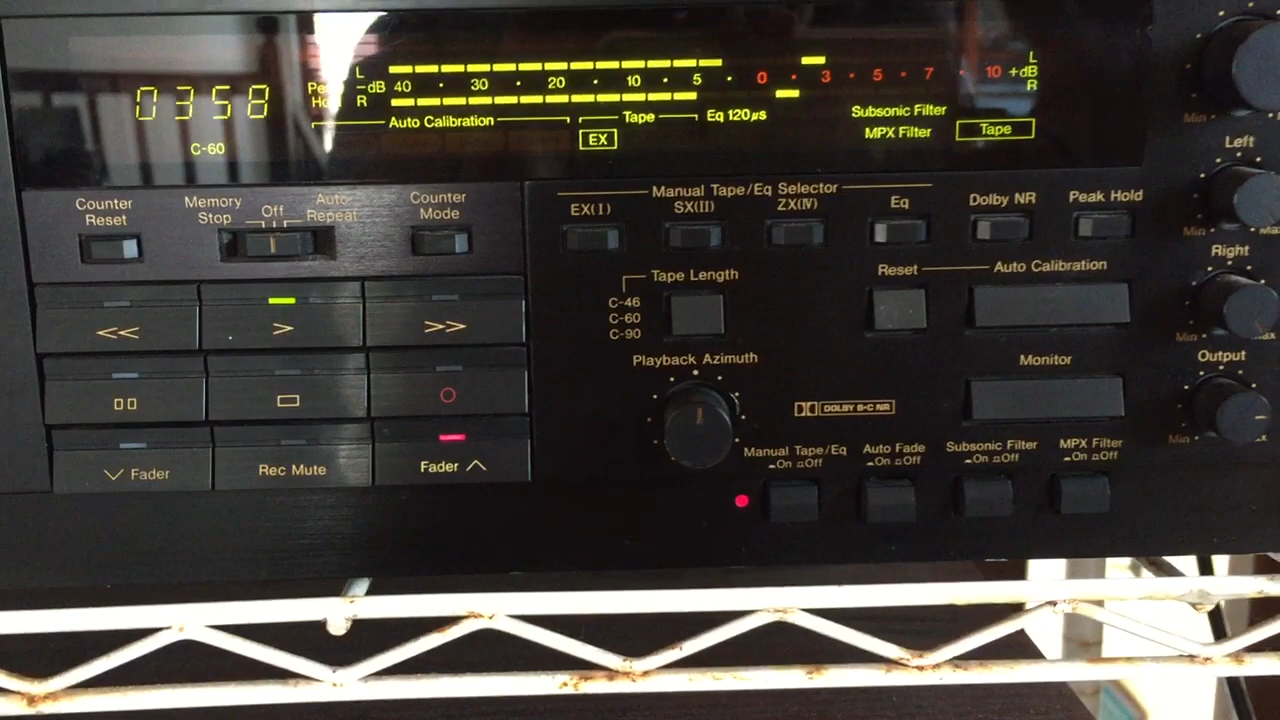 0358
C-60
L
-dB 40 · 30 · 20 · 10 · 5 · 0 · 3 · 5 · 7 · 10 +dB
R
L
R
Auto Calibration
Tape
EX
Eq 120µs
Subsonic Filter
MPX Filter
Tape
Min
Counter Reset
Memory Stop
Off
Auto Repeat
Counter Mode
Manual Tape/Eq Selector
EX(I)
SX(II)
ZX(IV)
Eq
Dolby NR
Peak Hold
Left
Min
Max
Tape Length
C-46
C-60
C-90
Reset
Auto Calibration
Right
Min
Max
<<
>
>>
Playback Azimuth
Monitor
Output
Min
DOLBY B-C NR
Fader
Rec Mute
Fader
Manual Tape/Eq
On Off
Auto Fade
On Off
Subsonic Filter
On Off
MPX Filter
On Off